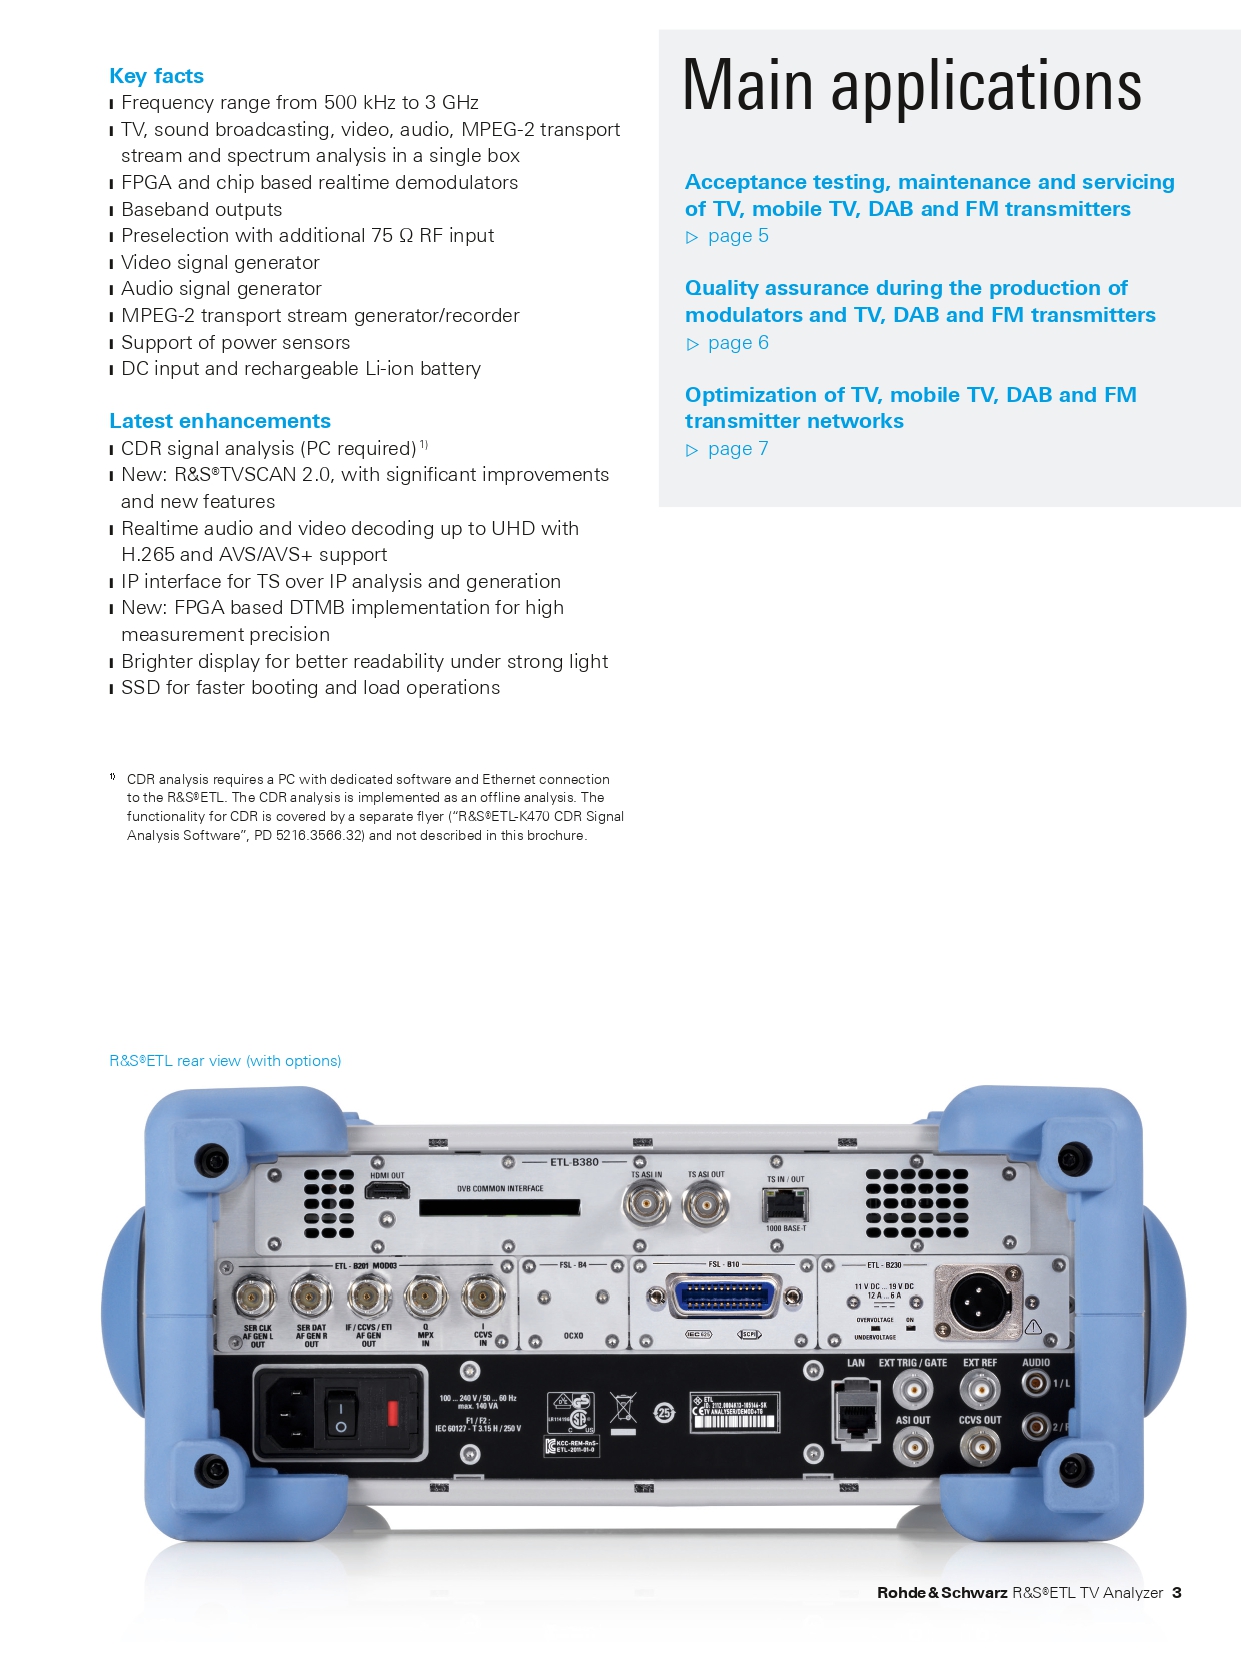 Key facts
Frequency range from 500 kHz to 3 GHz
TV, sound broadcasting, video, audio, MPEG-2 transport
stream and spectrum analysis in a single box
FPGA and chip based realtime demodulators
Baseband outputs
Preselection with additional 75 Ω RF input
Video signal generator
Audio signal generator
MPEG-2 transport stream generator/recorder
Support of power sensors
DC input and rechargeable Li-ion battery
Latest enhancements
CDR signal analysis (PC required) 1)
New: R&S®TVSCAN 2.0, with significant improvements
and new features
Realtime audio and video decoding up to UHD with
H.265 and AVS/AVS+ support
IP interface for TS over IP analysis and generation
New: FPGA based DTMB implementation for high
measurement precision
Brighter display for better readability under strong light
SSD for faster booting and load operations
1) CDR analysis requires a PC with dedicated software and Ethernet connection
to the R&S®ETL. The CDR analysis is implemented as an offline analysis. The
functionality for CDR is covered by a separate flyer (“R&S®ETL-K470 CDR Signal
Analysis Software”, PD 5216.3566.32) and not described in this brochure.
Main applications
Acceptance testing, maintenance and servicing
of TV, mobile TV, DAB and FM transmitters
▷ page 5
Quality assurance during the production of
modulators and TV, DAB and FM transmitters
▷ page 6
Optimization of TV, mobile TV, DAB and FM
transmitter networks
▷ page 7
R&S®ETL rear view (with options)
ETL-B380
HDMI OUT
DVB COMMON INTERFACE
TS ASI IN
TS ASI OUT
TS IN / OUT
1000 BASE-T
ETL - B201 MOD03
SER CLK
AF GEN L
OUT
SER DAT
AF GEN R
OUT
IF / CCVS / ETI
AF GEN
OUT
Q
MPX
IN
I
CCVS
IN
FSL - B4
OCXO
FSL - B10
IEC 625
SCPI
ETL - B230
11 V DC ... 19 V DC
12 A ... 6 A
OVERVOLTAGE
ON
UNDERVOLTAGE
100 ... 240 V / 50 ... 60 Hz
max. 140 VA
F1 / F2 :
IEC 60127 - T 3.15 H / 250 V
C US
KCC-REM-RnS-
ETL-2011-01-0
25
ETL
TV ANALYSER/DEMOD+TG
LAN
EXT TRIG / GATE
EXT REF
AUDIO
1 / L
ASI OUT
CCVS OUT
2 / R
Rohde & Schwarz R&S®ETL TV Analyzer 3